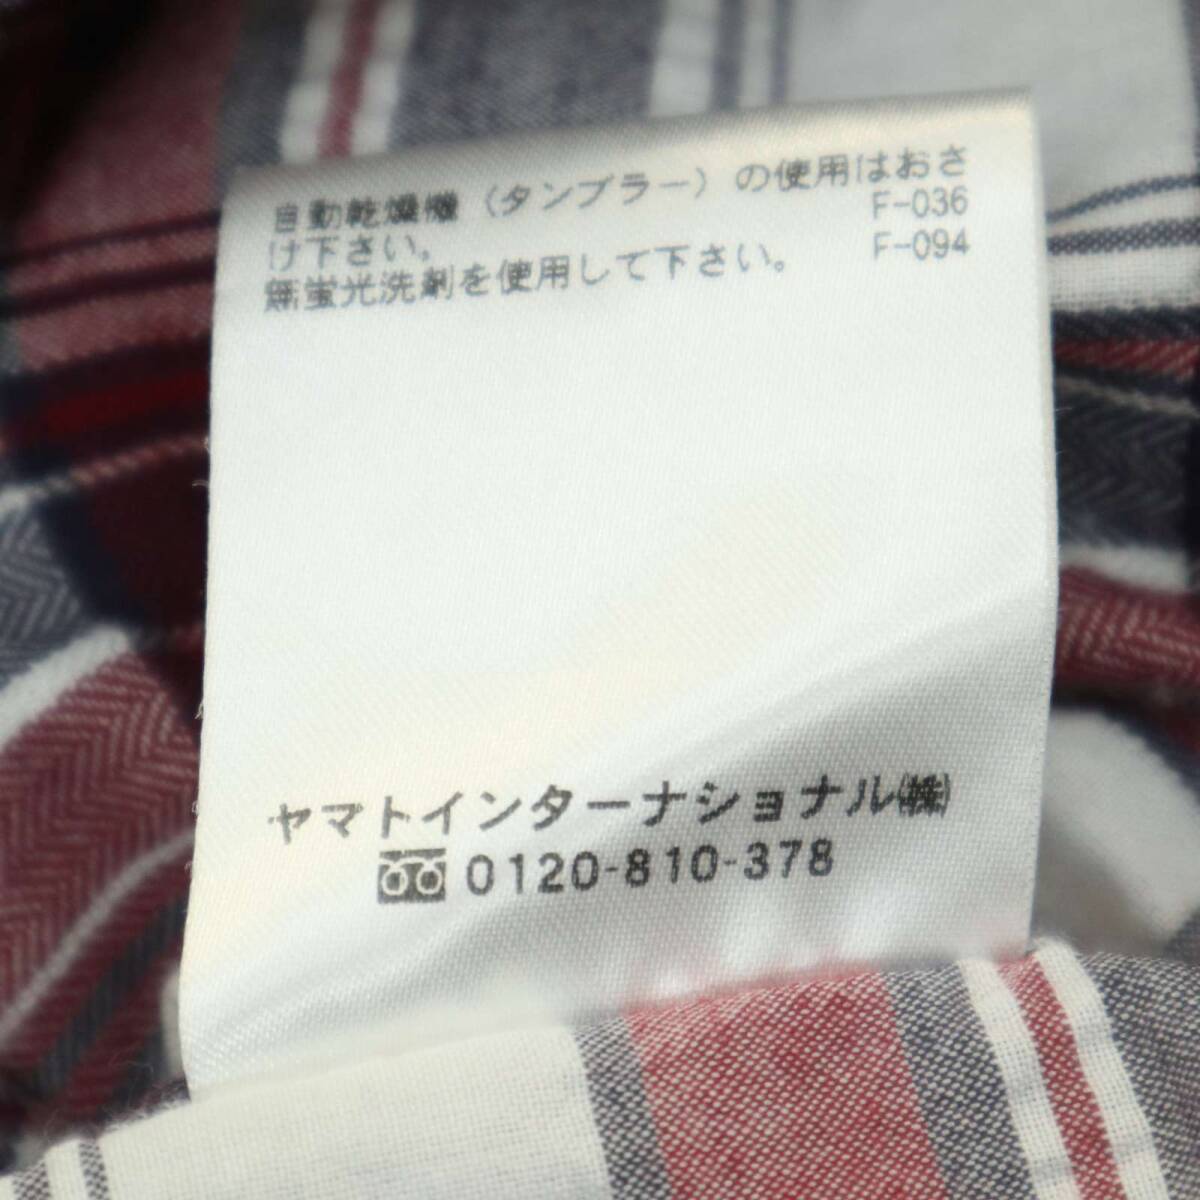 自動乾燥機（タンブラー）の使用はおさ
け下さい。 F-036
無蛍光洗剤を使用して下さい。 F-094
ヤマトインターナショナル㈱
0120-810-378